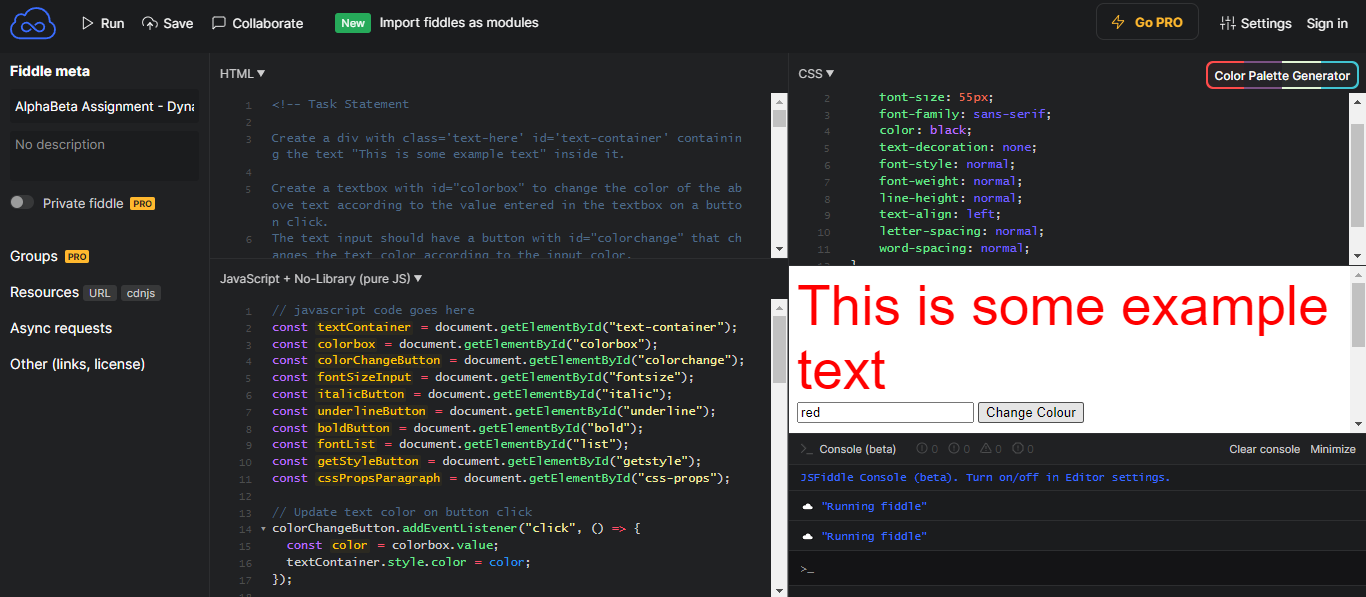 Run Save Collaborate New Import fiddles as modules Go PRO Settings Sign in
Fiddle meta
AlphaBeta Assignment - Dyna
No description
Private fiddle PRO
Groups PRO
Resources URL cdnjs
Async requests
Other (links, license)
HTML ▼
1 <!-- Task Statement
2
3 Create a div with class='text-here' id='text-container' containin
g the text "This is some example text" inside it.
4
5 Create a textbox with id="colorbox" to change the color of the ab
ove text according to the value entered in the textbox on a butto
n click.
6 The text input should have a button with id="colorchange" that ch
anges the text color according to the input color.
JavaScript + No-Library (pure JS) ▼
1 // javascript code goes here
2 const textContainer = document.getElementById("text-container");
3 const colorbox = document.getElementById("colorbox");
4 const colorChangeButton = document.getElementById("colorchange");
5 const fontSizeInput = document.getElementById("fontsize");
6 const italicButton = document.getElementById("italic");
7 const underlineButton = document.getElementById("underline");
8 const boldButton = document.getElementById("bold");
9 const fontList = document.getElementById("list");
10 const getStyleButton = document.getElementById("getstyle");
11 const cssPropsParagraph = document.getElementById("css-props");
12
13 // Update text color on button click
14 colorChangeButton.addEventListener("click", () => {
15 const color = colorbox.value;
16 textContainer.style.color = color;
17 });
CSS ▼ Color Palette Generator
2 font-size: 55px;
3 font-family: sans-serif;
4 color: black;
5 text-decoration: none;
6 font-style: normal;
7 font-weight: normal;
8 line-height: normal;
9 text-align: left;
10 letter-spacing: normal;
11 word-spacing: normal;
12 }
This is some example
text
red Change Colour
>_ Console (beta) 0 0 0 0 Clear console Minimize
JSFiddle Console (beta). Turn on/off in Editor settings.
"Running fiddle"
"Running fiddle"
>_